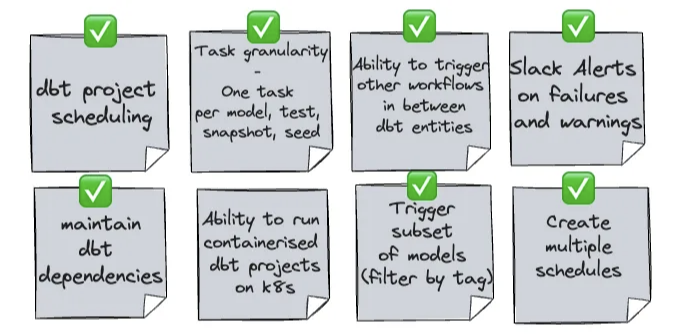 dbt project
scheduling
Task granularity
-
One task
per model, test,
snapshot, seed
Ability to trigger
other workflows
in between
dbt entities
Slack Alerts
on failures
and warnings
maintain
dbt
dependencies
Ability to run
containerised
dbt projects
on k8s
Trigger
subset
of models
(filter by tag)
Create
multiple
schedules